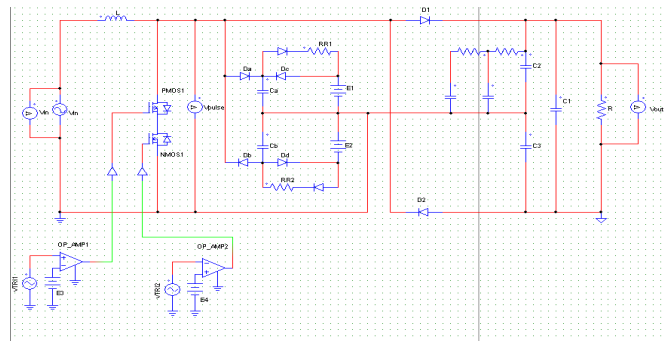 L
D1
RR1
Da
Dc
C2
PMOS1
Ca
E1
Vin
Vin
Vpulse
C1
R
Vout
NMOS1
Cb
E2
C3
Db
Dd
RR2
D2
OP_AMP1
OP_AMP2
VTRI1
E3
VTRI2
E4